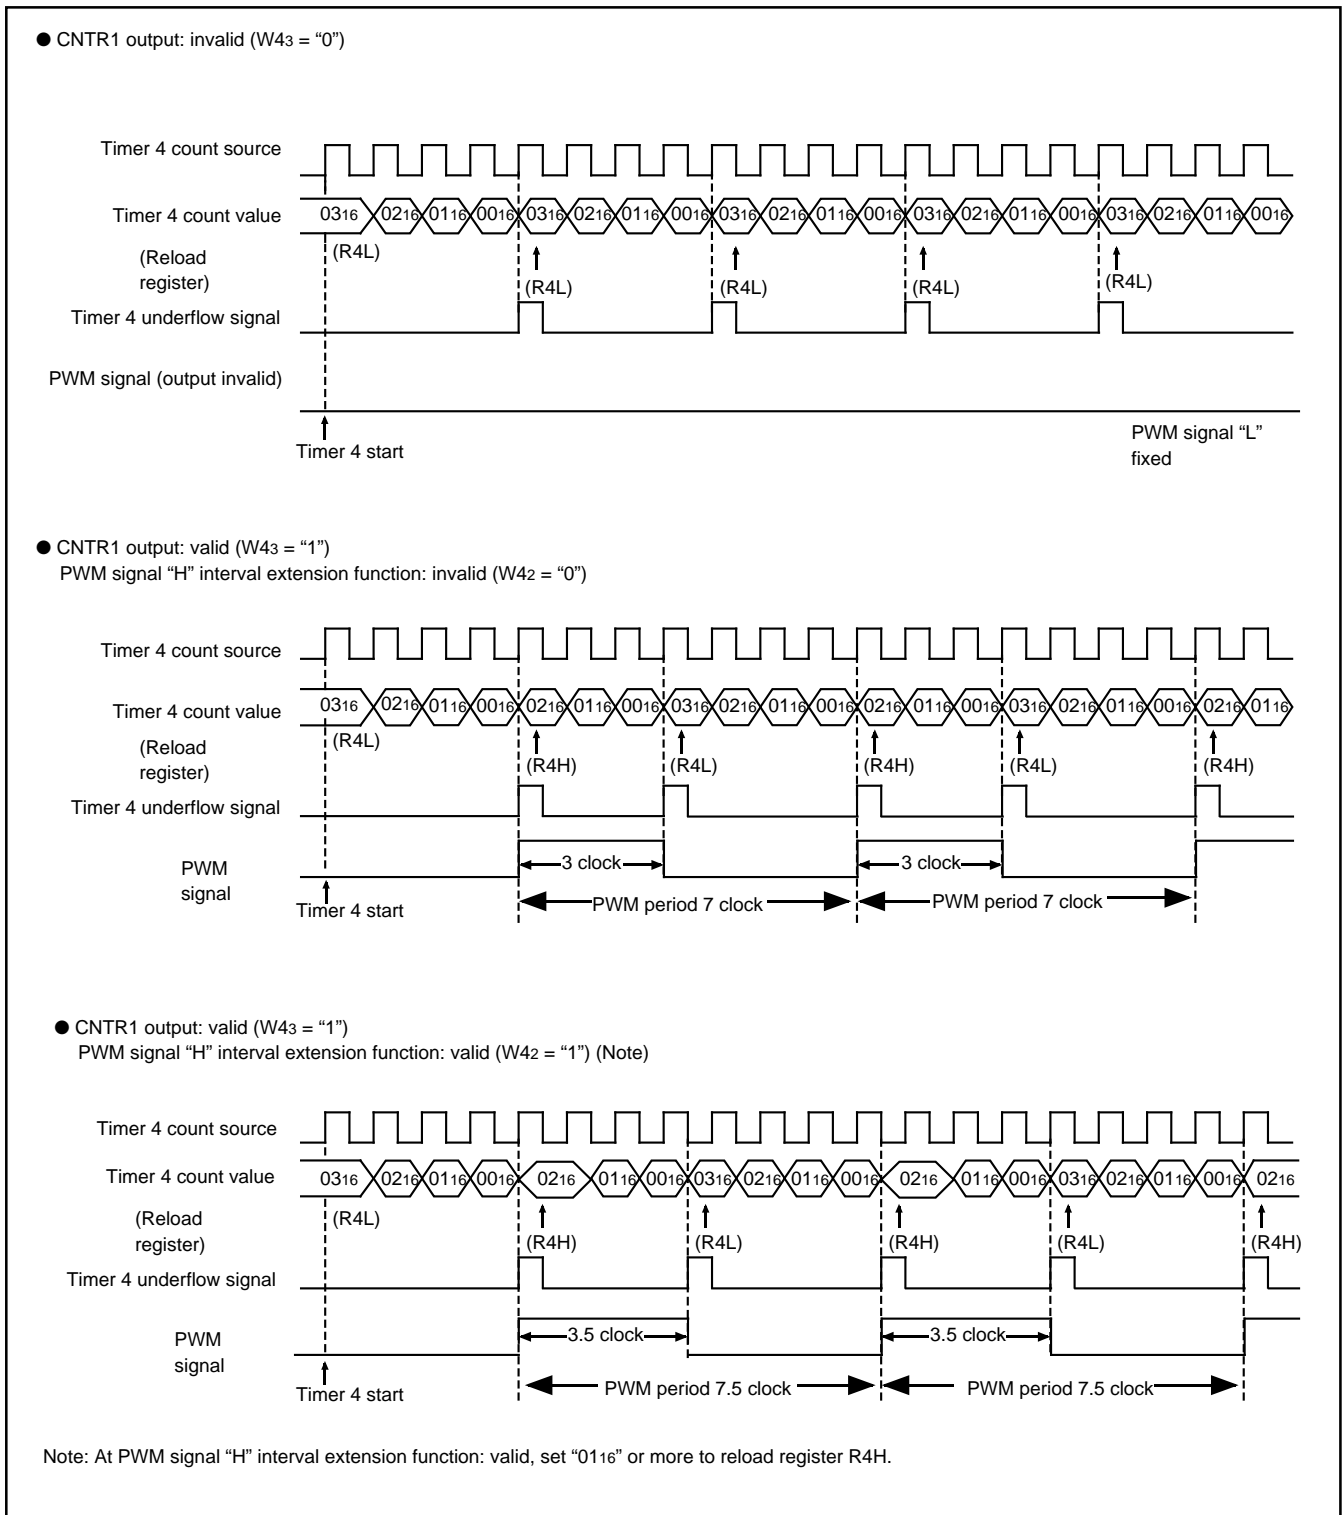 ● CNTR1 output: invalid (W43 = “0”)
Timer 4 count source
Timer 4 count value
0316 0216 0116 0016 0316 0216 0116 0016 0316 0216 0116 0016 0316 0216 0116 0016 0316 0216 0116 0016
(Reload
register)
(R4L)
(R4L) (R4L) (R4L) (R4L)
Timer 4 underflow signal
PWM signal (output invalid)
Timer 4 start
PWM signal “L”
fixed
● CNTR1 output: valid (W43 = “1”)
PWM signal “H” interval extension function: invalid (W42 = “0”)
Timer 4 count source
Timer 4 count value
0316 0216 0116 0016 0216 0116 0016 0316 0216 0116 0016 0216 0116 0016 0316 0216 0116 0016 0216 0116
(Reload
register)
(R4L)
(R4H) (R4L) (R4H) (R4L) (R4H)
Timer 4 underflow signal
PWM
signal
3 clock 3 clock
PWM period 7 clock PWM period 7 clock
Timer 4 start
● CNTR1 output: valid (W43 = “1”)
PWM signal “H” interval extension function: valid (W42 = “1”) (Note)
Timer 4 count source
Timer 4 count value
0316 0216 0116 0016 0216 0116 0016 0316 0216 0116 0016 0216 0116 0016 0316 0216 0116 0016 0216
(Reload
register)
(R4L)
(R4H) (R4L) (R4H) (R4L) (R4H)
Timer 4 underflow signal
PWM
signal
3.5 clock 3.5 clock
PWM period 7.5 clock PWM period 7.5 clock
Timer 4 start
Note: At PWM signal “H” interval extension function: valid, set “0116” or more to reload register R4H.